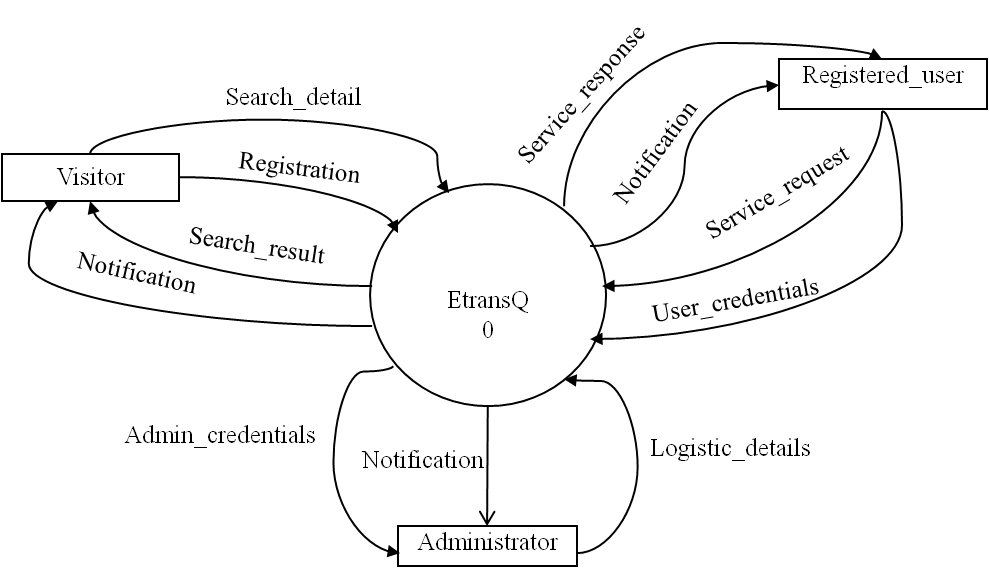 Service_response
Registered_user
Search_detail
Notification
Registration
Visitor
Service_request
Search_result
Notification
User_credentials
EtransQ
0
Admin_credentials
Logistic_details
Notification
Administrator